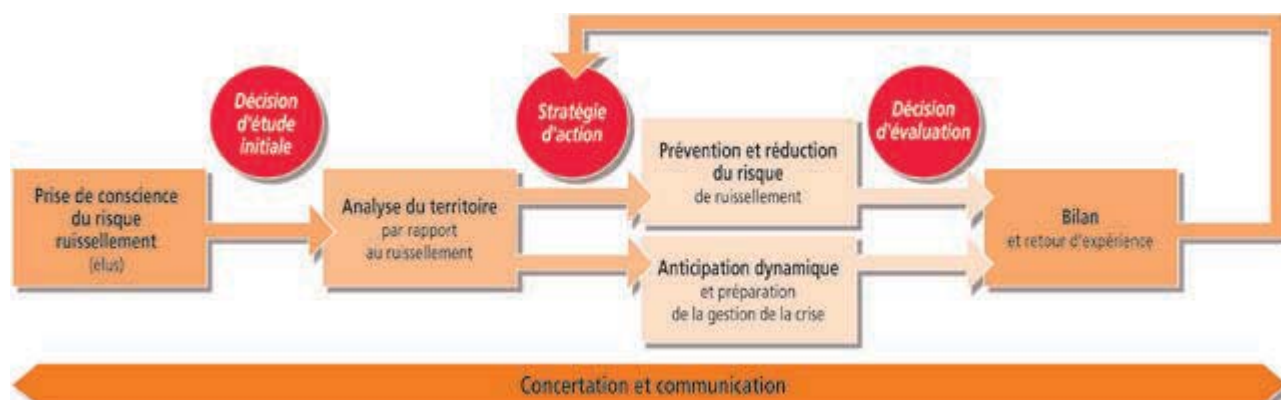 Décision
d'étude
initiale
Stratégie
d'action
Décision
d'évaluation
Prise de conscience
du risque
ruissellement
(élus)
Analyse du territoire
par rapport
au ruissellement
Prévention et réduction
du risque
de ruissellement
Anticipation dynamique
et préparation
de la gestion de la crise
Bilan
et retour d'expérience
Concertation et communication